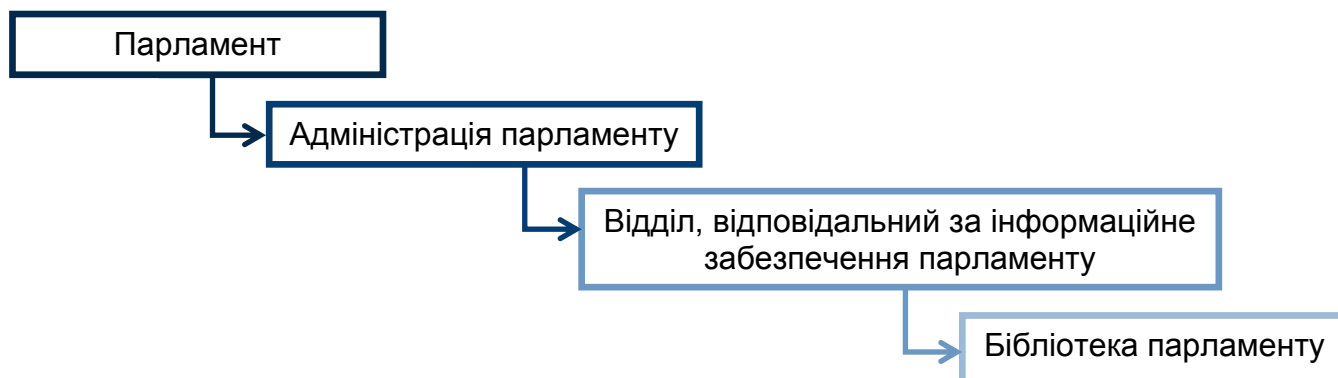 Парламент
Адміністрація парламенту
Відділ, відповідальний за інформаційне
забезпечення парламенту
Бібліотека парламенту